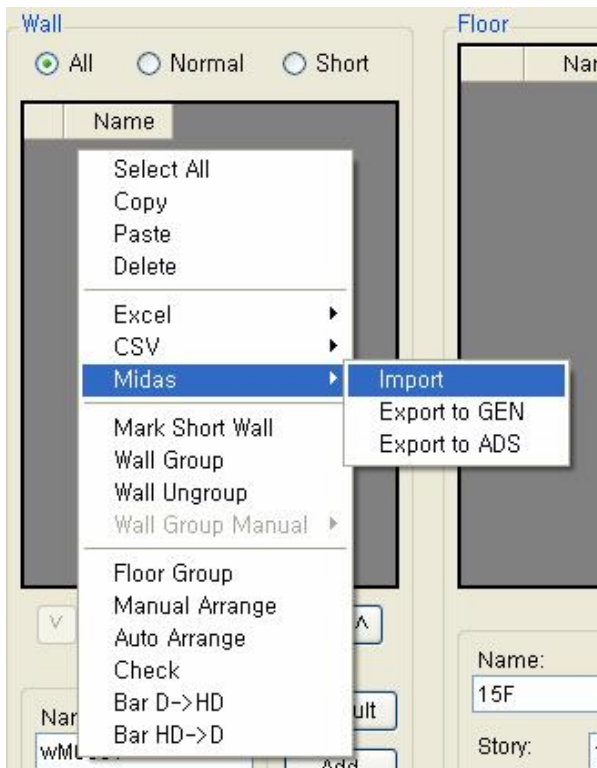 Wall
Floor
All
Normal
Short
Name
Select All
Copy
Paste
Delete
Excel
CSV
Midas
Import
Export to GEN
Export to ADS
Mark Short Wall
Wall Group
Wall Ungroup
Wall Group Manual
Floor Group
Manual Arrange
Auto Arrange
Check
Bar D->HD
Bar HD->D
Name:
15F
Story: